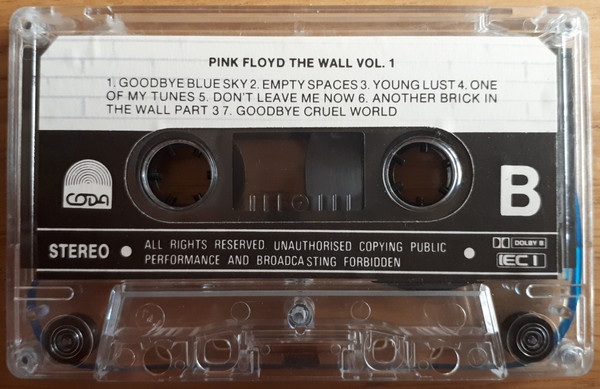 PINK FLOYD THE WALL VOL. 1
1. GOODBYE BLUE SKY 2. EMPTY SPACES 3. YOUNG LUST 4. ONE
OF MY TUNES 5. DON'T LEAVE ME NOW 6. ANOTHER BRICK IN
THE WALL PART 3 7. GOODBYE CRUEL WORLD
CODA
B
STEREO
ALL RIGHTS RESERVED. UNAUTHORISED COPYING PUBLIC
PERFORMANCE AND BROADCASTING FORBIDDEN
DOLBY B
IEC I